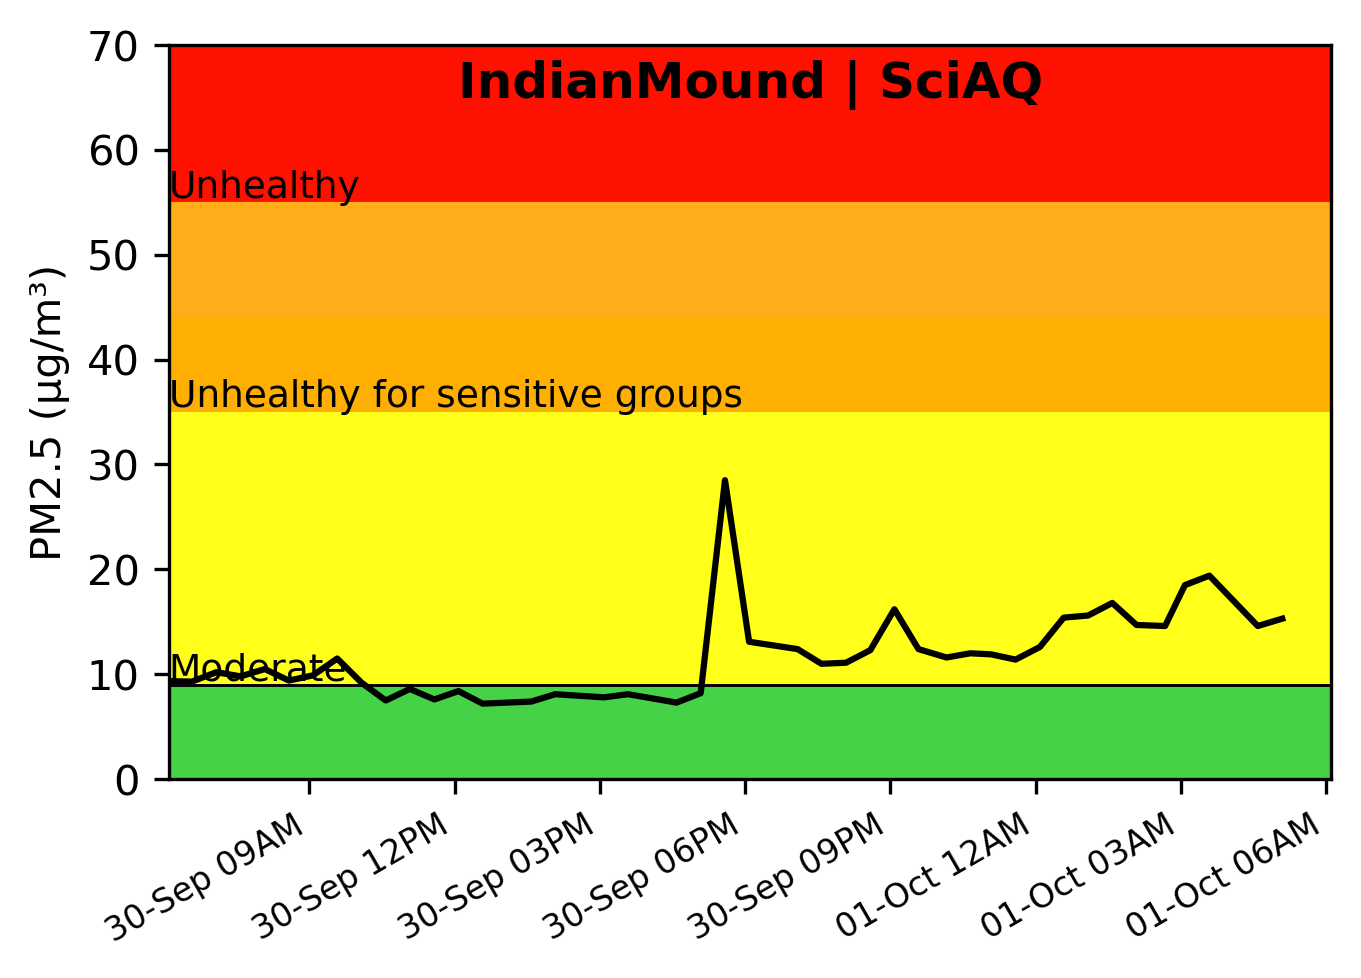 IndianMound | SciAQ
PM2.5 (µg/m³)
70
60
50
40
30
20
10
0
Unhealthy
Unhealthy for sensitive groups
Moderate
30-Sep 09AM
30-Sep 12PM
30-Sep 03PM
30-Sep 06PM
30-Sep 09PM
01-Oct 12AM
01-Oct 03AM
01-Oct 06AM